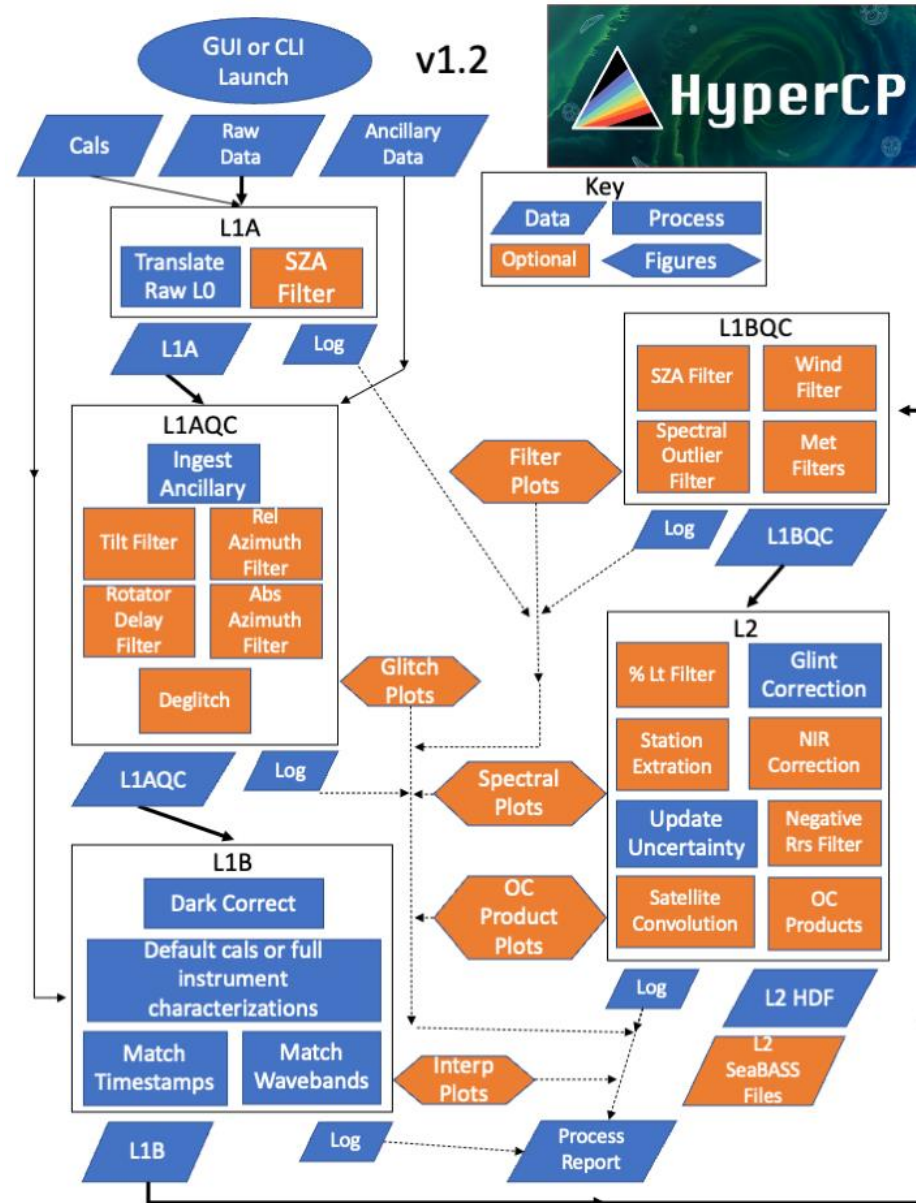 GUI or CLI
Launch
v1.2
HyperCP
Cals
Raw
Data
Ancillary
Data
Key
Data
Process
Optional
Figures
L1A
Translate
Raw L0
SZA
Filter
L1A
Log
L1AQC
Ingest
Ancillary
Tilt Filter
Rel
Azimuth
Filter
Rotator
Delay
Filter
Abs
Azimuth
Filter
Deglitch
Glitch
Plots
L1AQC
Log
L1B
Dark Correct
Default cals or full
instrument
characterizations
Match
Timestamps
Match
Wavebands
Interp
Plots
L1B
Log
L1BQC
SZA Filter
Wind
Filter
Spectral
Outlier
Filter
Met
Filters
Filter
Plots
Log
L1BQC
L2
% Lt Filter
Glint
Correction
Station
Extration
NIR
Correction
Spectral
Plots
Update
Uncertainty
Negative
Rrs Filter
Satellite
Convolution
OC
Products
OC
Product
Plots
Log
L2 HDF
L2
SeaBASS
Files
Process
Report